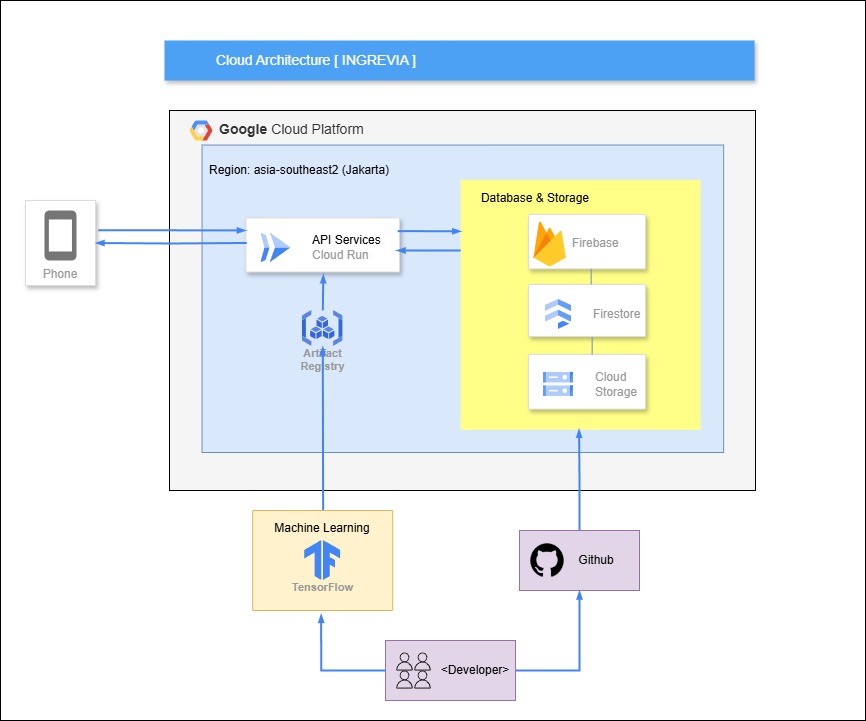 Cloud Architecture [ INGREVIA ]
Google Cloud Platform
Region: asia-southeast2 (Jakarta)
Database & Storage
Phone
API Services
Cloud Run
Firebase
Firestore
Artifact
Registry
Cloud
Storage
Machine Learning
TensorFlow
Github
<Developer>